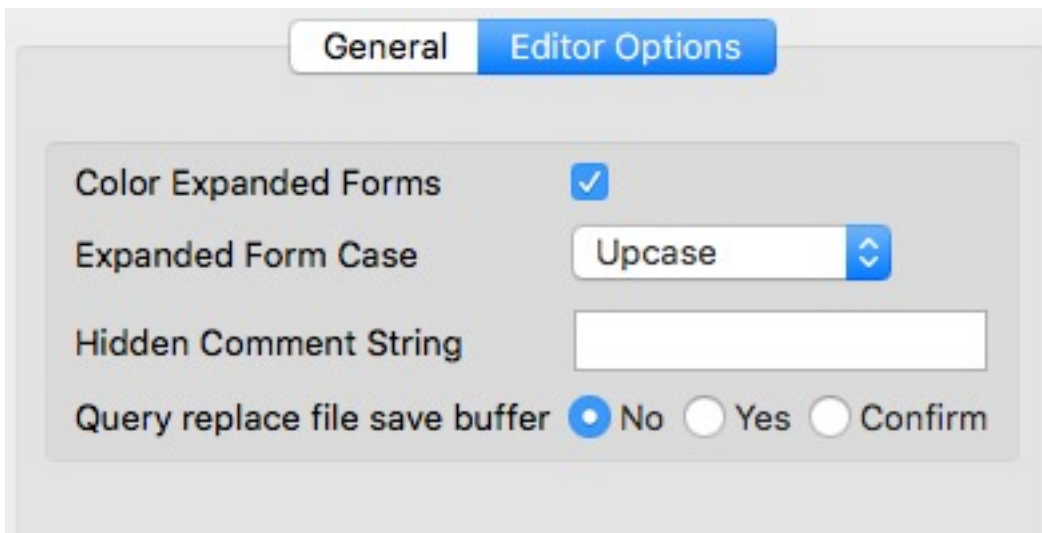 General Editor Options
Color Expanded Forms
Expanded Form Case Upcase
Hidden Comment String
Query replace file save buffer No Yes Confirm